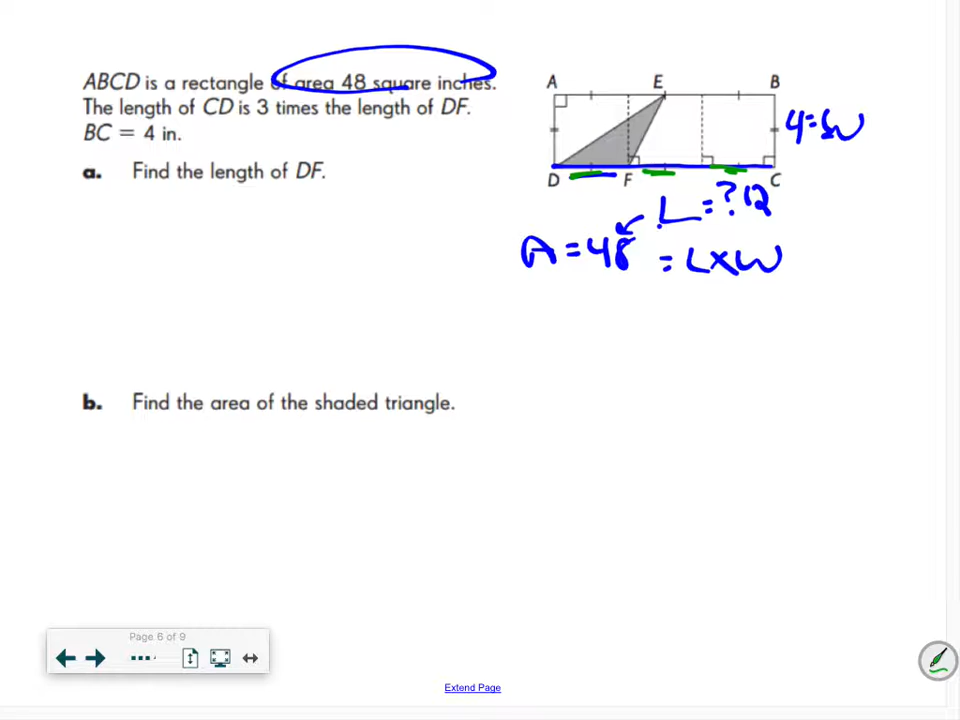 ABCD is a rectangle of area 48 square inches.
The length of CD is 3 times the length of DF.
BC = 4 in.
a. Find the length of DF.
A E B
4 = W
D F C
L = ? 12
A = 48 = L x W
b. Find the area of the shaded triangle.
Page 6 of 9
Extend Page